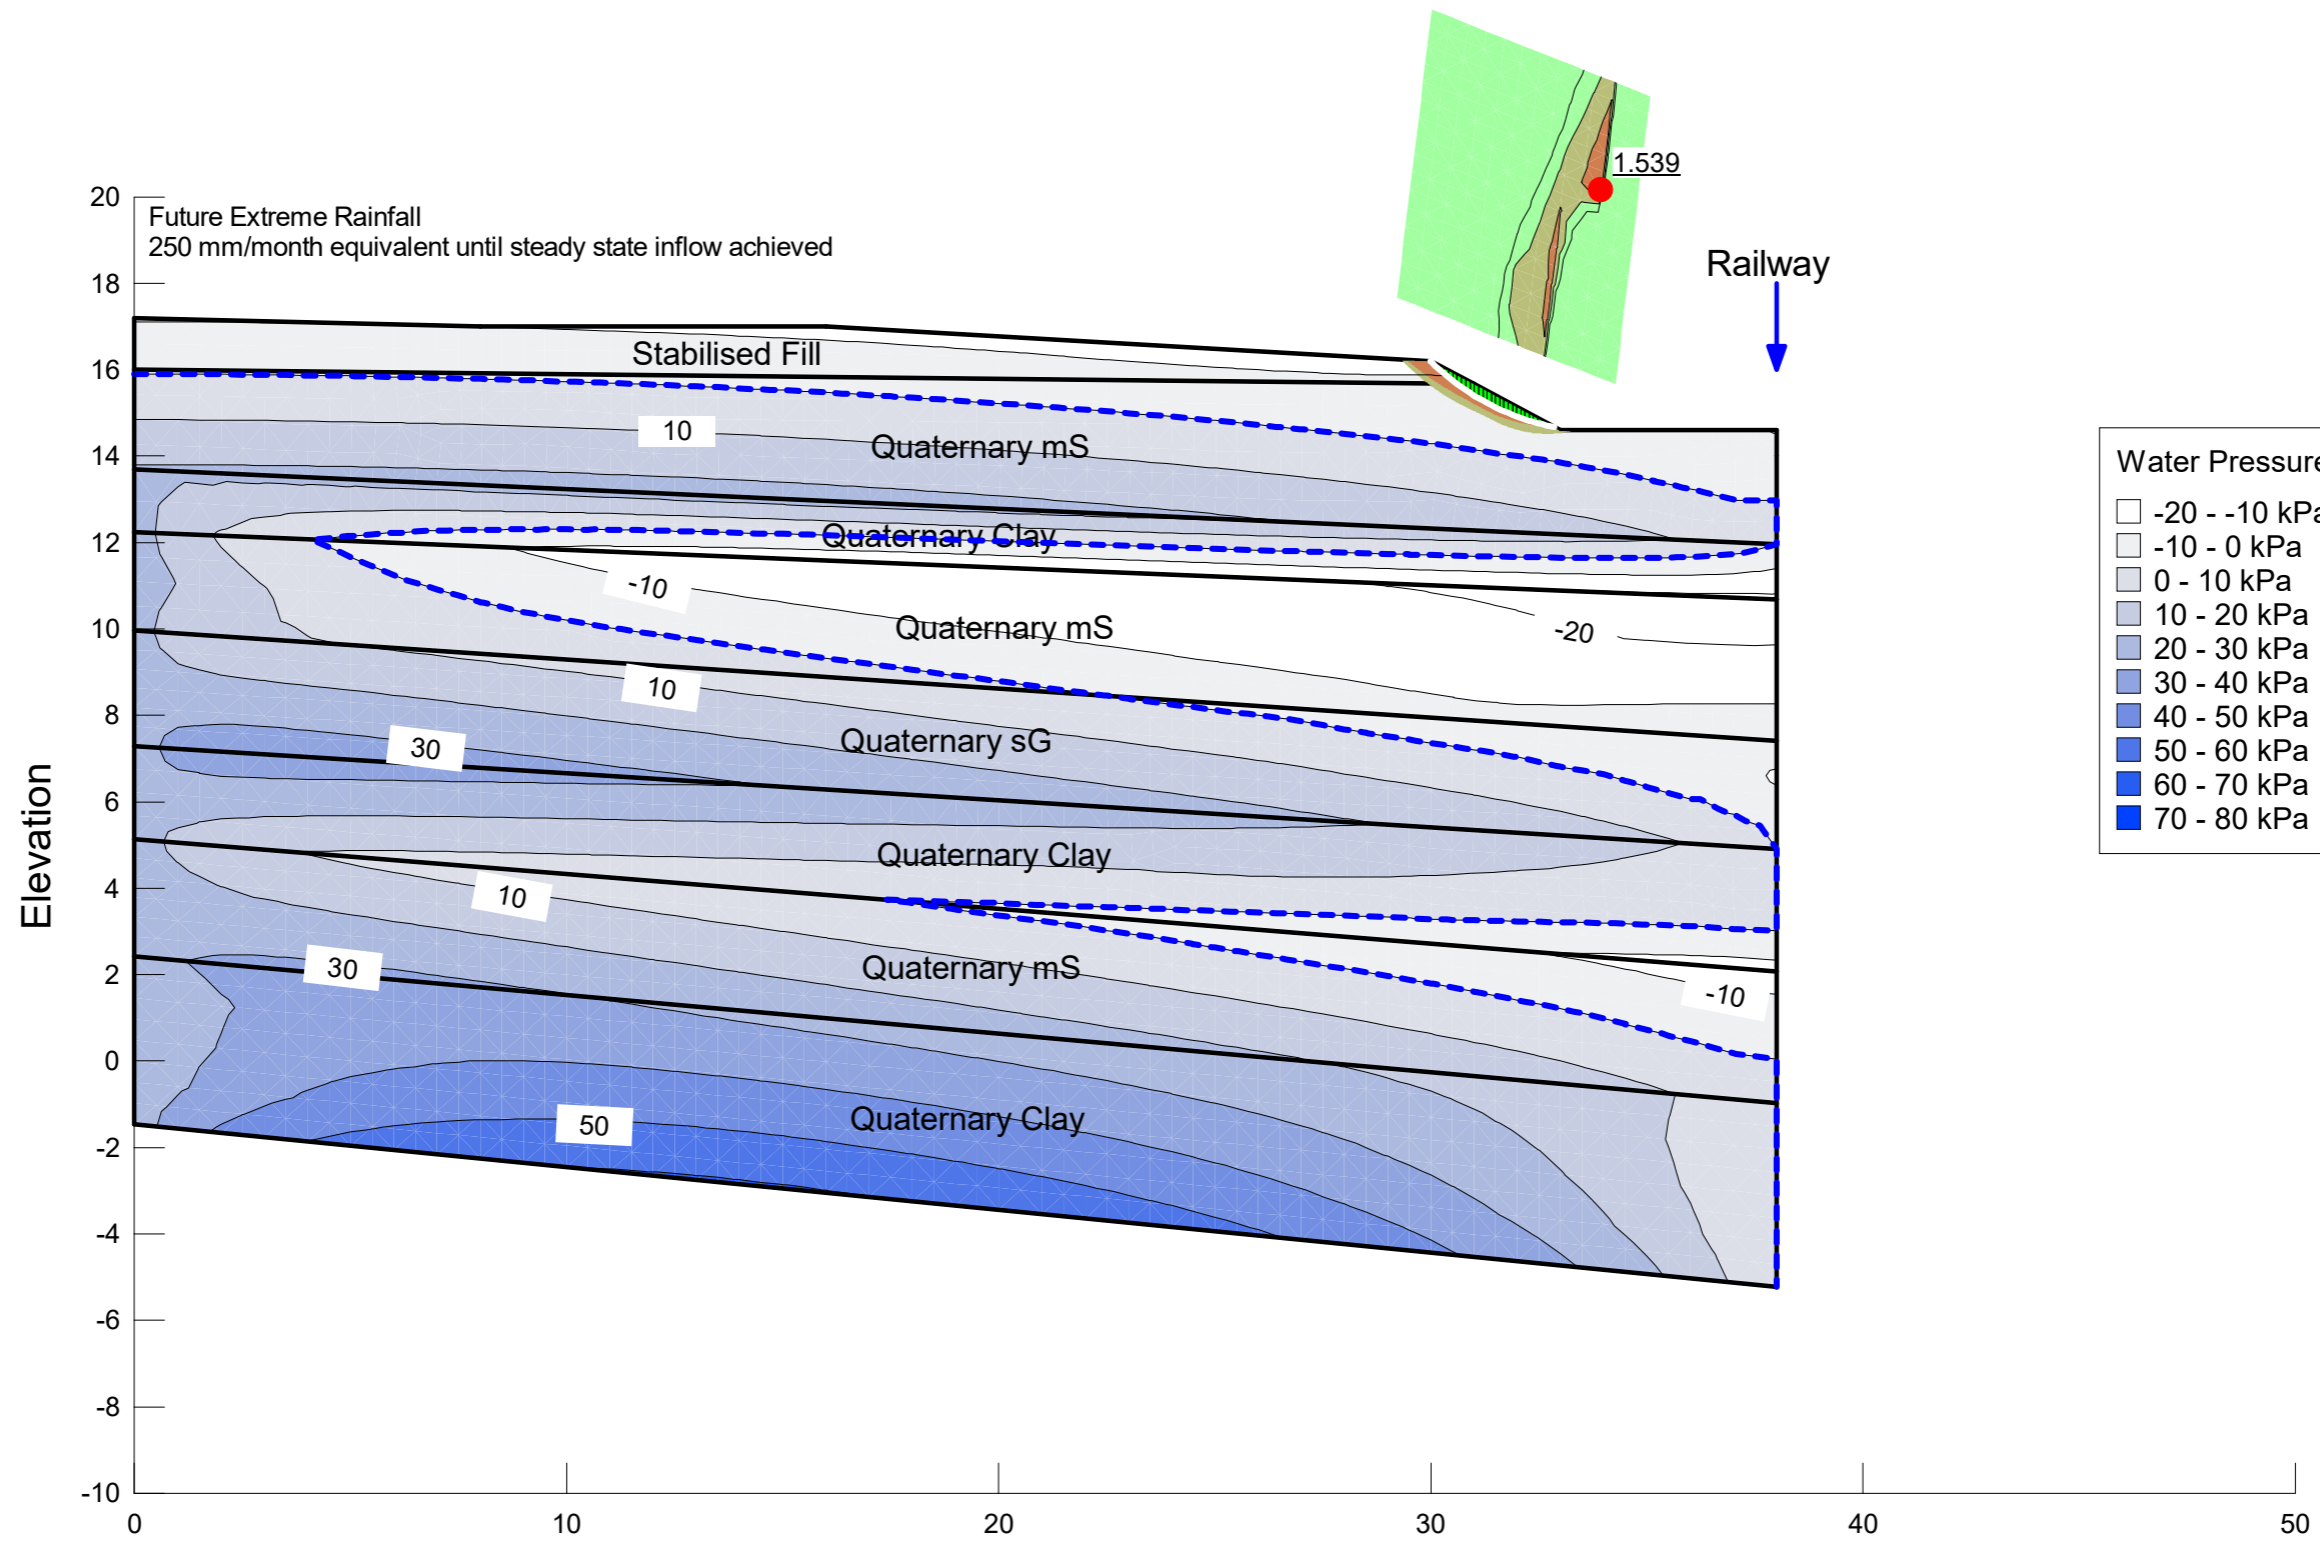 1.539
Railway
20
Future Extreme Rainfall
250 mm/month equivalent until steady state inflow achieved
18
Stabilised Fill
16
10
Quaternary mS
14
Water Pressure
-20 - -10 kPa
-10 - 0 kPa
0 - 10 kPa
10 - 20 kPa
20 - 30 kPa
30 - 40 kPa
40 - 50 kPa
50 - 60 kPa
60 - 70 kPa
70 - 80 kPa
Quaternary Clay
12
-10
Quaternary mS
-20
10
10
8
Quaternary sG
30
6
Elevation
Quaternary Clay
4
10
Quaternary mS
30
2
-10
0
50
Quaternary Clay
-2
-4
-6
-8
-10
0
10
20
30
40
50